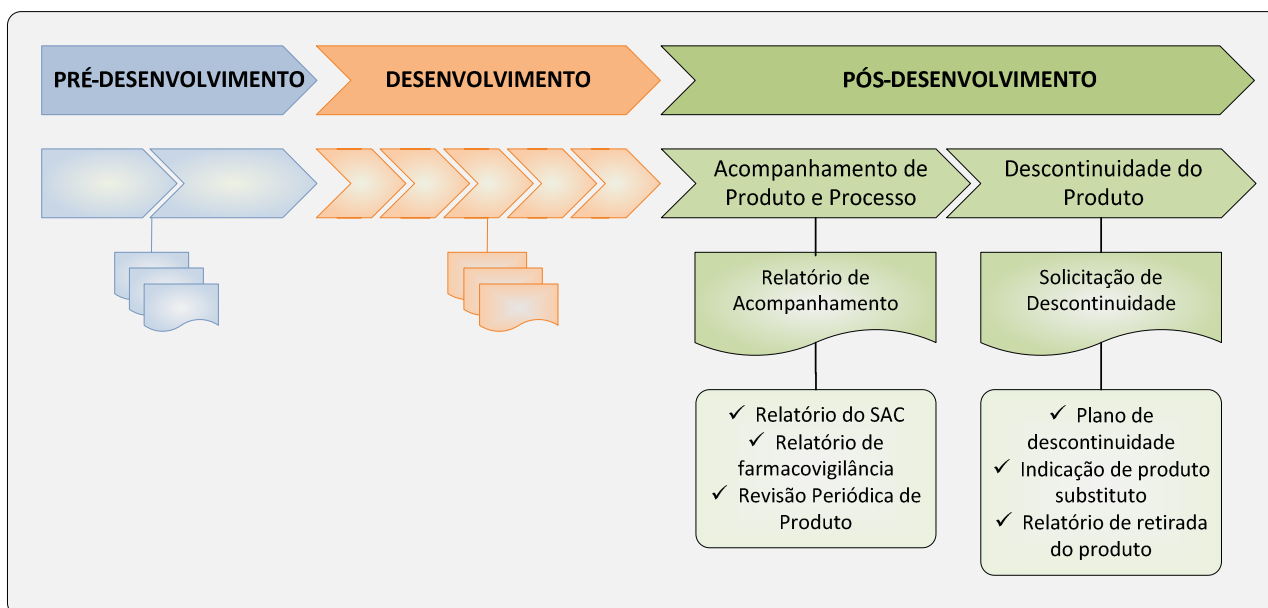 PRÉ-DESENVOLVIMENTO
DESENVOLVIMENTO
PÓS-DESENVOLVIMENTO
Acompanhamento de
Produto e Processo
Descontinuidade do
Produto
Relatório de
Acompanhamento
Solicitação de
Descontinuidade
✓ Relatório do SAC
✓ Relatório de
farmacovigilância
✓ Revisão Periódica de
Produto
✓ Plano de
descontinuidade
✓ Indicação de produto
substituto
✓ Relatório de retirada
do produto